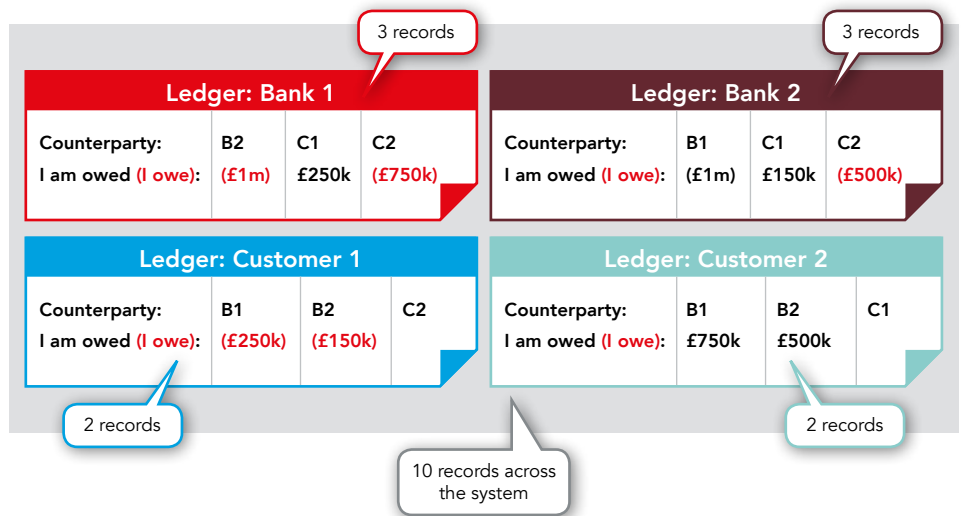 3 records
3 records
Ledger: Bank 1
Counterparty: B2 C1 C2
I am owed (I owe): (£1m) £250k (£750k)
Ledger: Bank 2
Counterparty: B1 C1 C2
I am owed (I owe): (£1m) £150k (£500k)
Ledger: Customer 1
Counterparty: B1 B2 C2
I am owed (I owe): (£250k) (£150k)
Ledger: Customer 2
Counterparty: B1 B2 C1
I am owed (I owe): £750k £500k
2 records
2 records
10 records across
the system